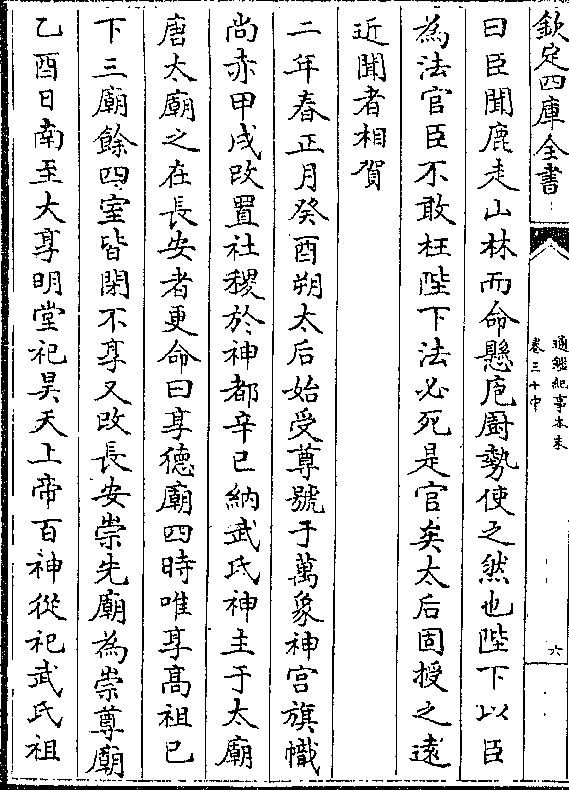 欽定四庫全書
通鑑紀事本末
卷三十中
六
曰臣聞鹿走山林而命懸庖厨勢使之然也陛下以臣
為法官臣不敢枉陛下法必死是官矣太后固授之逺
近聞者相賀
二年春正月癸酉朔太后始受尊號于萬象神宫旗幟
尚赤甲戌改置社稷於神都辛巳納武氏神主于太廟
唐太廟之在長安者更命曰享德廟四時唯享髙祖已
下三廟餘四室皆閉不享又改長安崇先廟為崇尊廟
乙酉日南至大享明堂祀昊天上帝百神從祀武氏祖